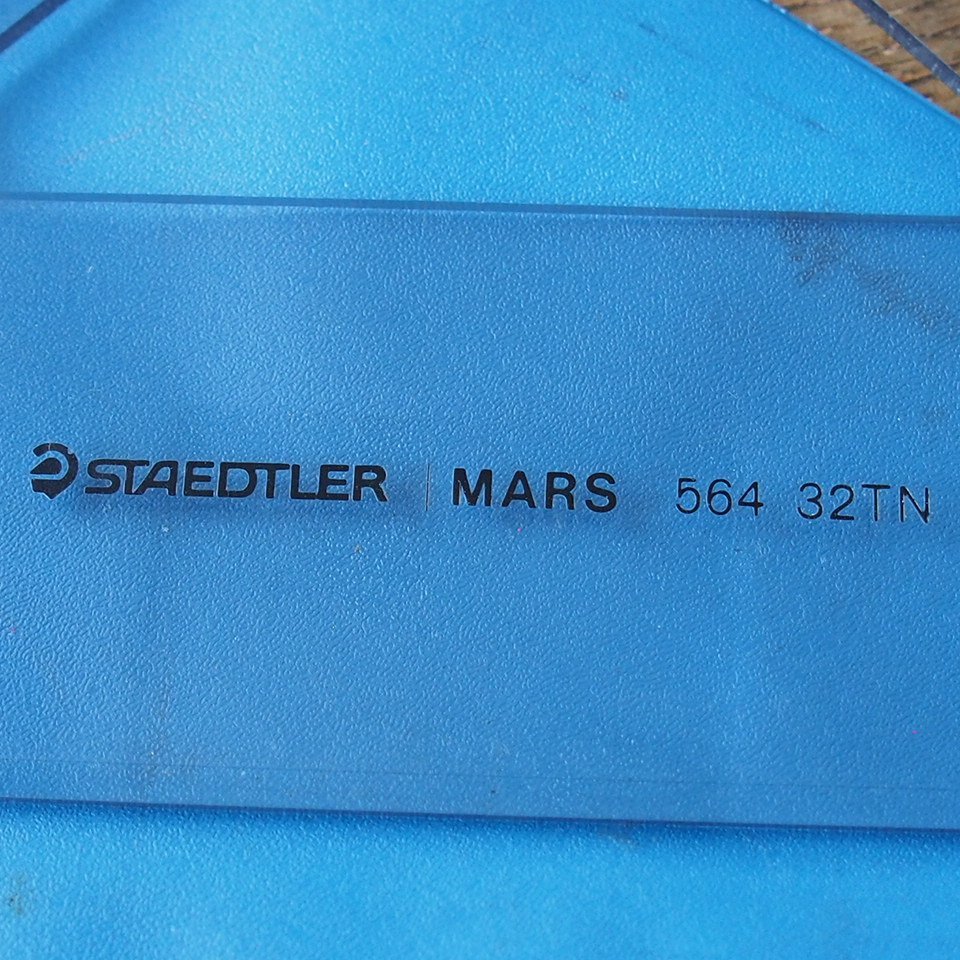 STAEDTLER | MARS 564 32TN